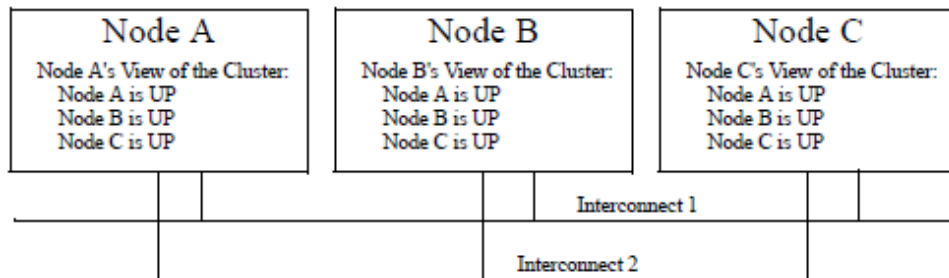 Node A
Node A's View of the Cluster:
Node A is UP
Node B is UP
Node C is UP
Node B
Node B's View of the Cluster:
Node A is UP
Node B is UP
Node C is UP
Node C
Node C's View of the Cluster:
Node A is UP
Node B is UP
Node C is UP
Interconnect 1
Interconnect 2